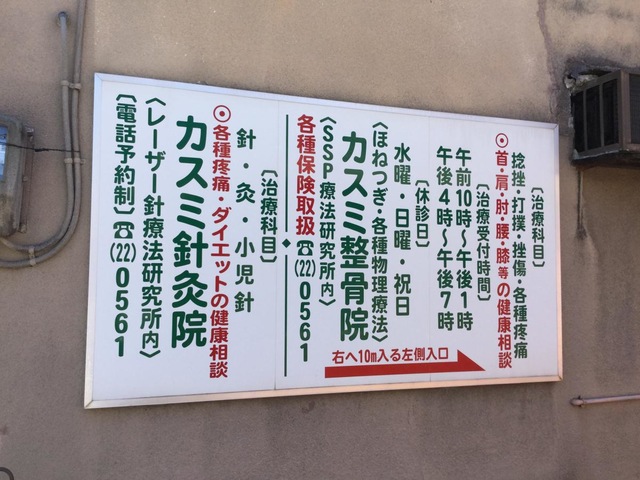 〔治療科目〕
捻挫・打撲・挫傷・各種疼痛
◉首・肩・肘・腰・膝等の健康相談
〔治療受付時間〕
午前10時〜午後1時
午後4時〜午後7時
〔休診日〕
水曜・日曜・祝日
〈ほねつぎ・各種物理療法〉
カスミ整骨院
〈SSP療法研究所内〉
各種保険取扱☎(22)0561
右へ10m入る左側入口
〔治療科目〕
針・灸・小児針
◉各種疼痛・ダイエットの健康相談
カスミ針灸院
〈レーザー針療法研究所内〉
〔電話予約制〕☎(22)0561